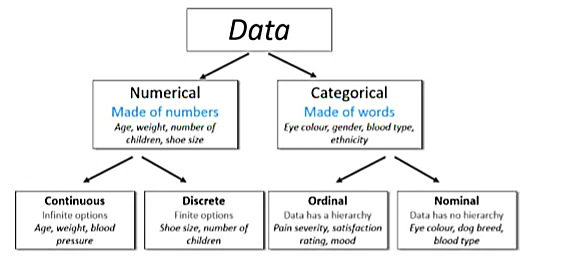 Data
Numerical
Made of numbers
Age, weight, number of
children, shoe size
Categorical
Made of words
Eye colour, gender, blood type,
ethnicity
Continuous
Infinite options
Age, weight, blood
pressure
Discrete
Finite options
Shoe size, number of
children
Ordinal
Data has a hierarchy
Pain severity, satisfaction
rating, mood
Nominal
Data has no hierarchy
Eye colour, dog breed,
blood type